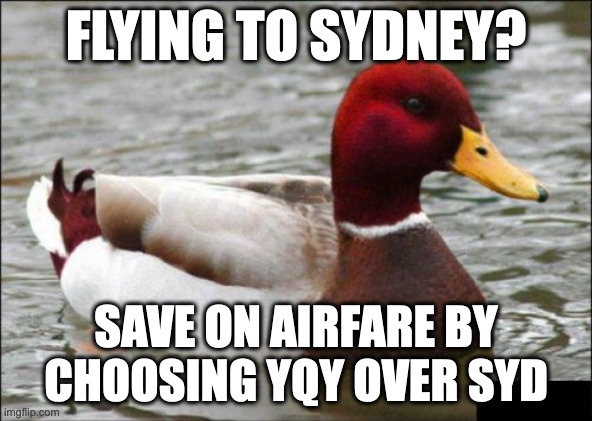 FLYING TO SYDNEY?
SAVE ON AIRFARE BY
CHOOSING YQY OVER SYD
imgflip.com